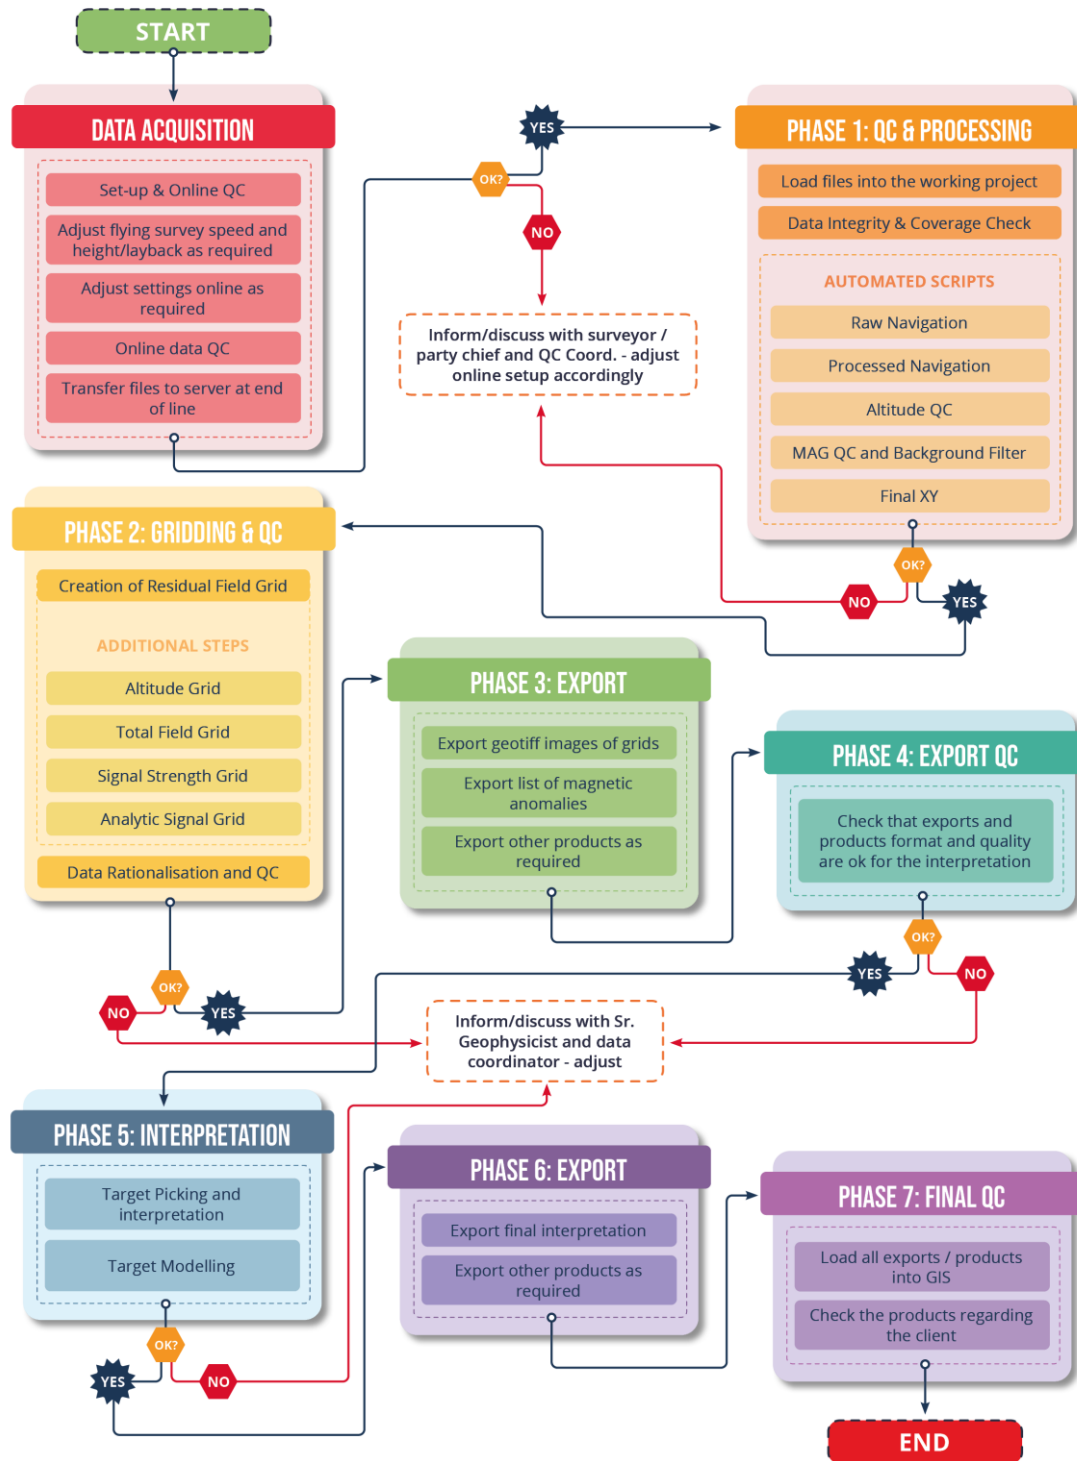 START
DATA ACQUISITION
Set-up & Online QC
Adjust flying survey speed and
height/layback as required
Adjust settings online as
required
Online data QC
Transfer files to server at end
of line
OK?
YES
NO
Inform/discuss with surveyor /
party chief and QC Coord. - adjust
online setup accordingly
PHASE 1: QC & PROCESSING
Load files into the working project
Data Integrity & Coverage Check
AUTOMATED SCRIPTS
Raw Navigation
Processed Navigation
Altitude QC
MAG QC and Background Filter
Final XY
OK?
NO
YES
PHASE 2: GRIDDING & QC
Creation of Residual Field Grid
ADDITIONAL STEPS
Altitude Grid
Total Field Grid
Signal Strength Grid
Analytic Signal Grid
Data Rationalisation and QC
OK?
NO
YES
PHASE 3: EXPORT
Export geotiff images of grids
Export list of magnetic
anomalies
Export other products as
required
PHASE 4: EXPORT QC
Check that exports and
products format and quality
are ok for the interpretation
OK?
YES
NO
Inform/discuss with Sr.
Geophysicist and data
coordinator - adjust
PHASE 5: INTERPRETATION
Target Picking and
interpretation
Target Modelling
OK?
YES
NO
PHASE 6: EXPORT
Export final interpretation
Export other products as
required
PHASE 7: FINAL QC
Load all exports / products
into GIS
Check the products regarding
the client
END